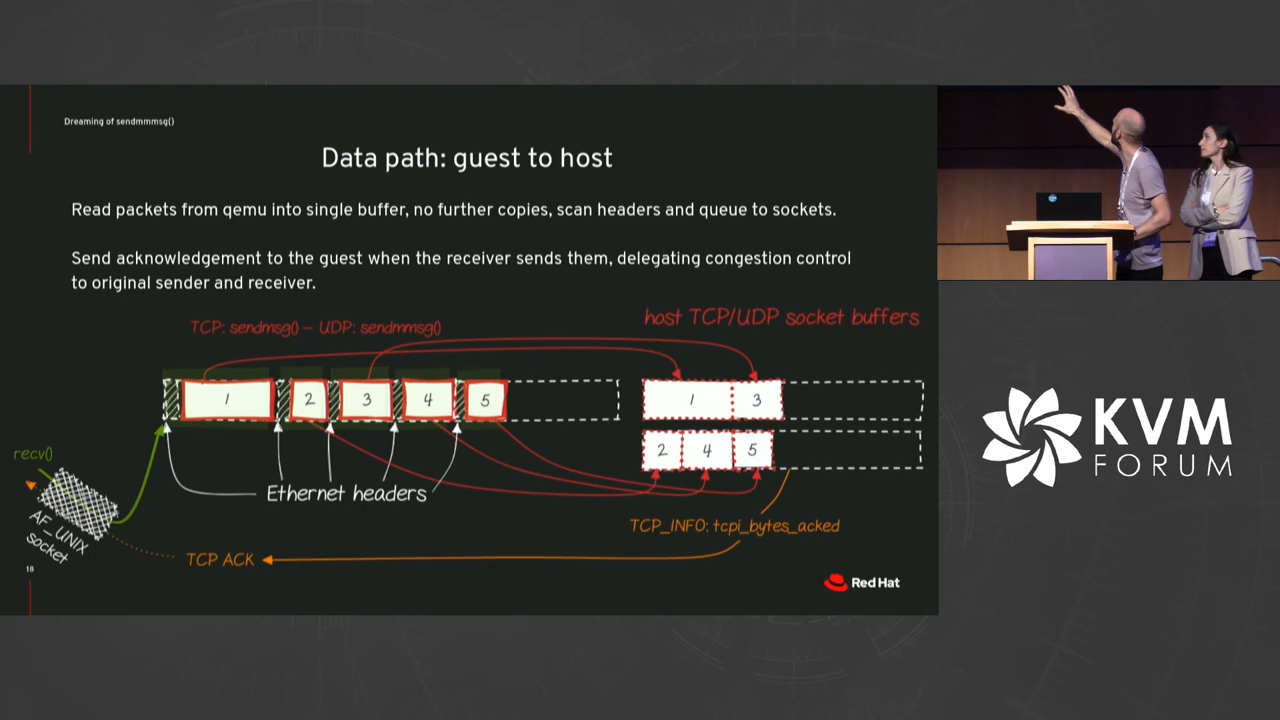 Dreaming of sendmmmsg()
Data path: guest to host
Read packets from qemu into single buffer, no further copies, scan headers and queue to sockets.
Send acknowledgement to the guest when the receiver sends them, delegating congestion control
to original sender and receiver.
TCP: sendmsg() – UDP: sendmmsg()
host TCP/UDP socket buffers
1 2 3 4 5
1 3
2 4 5
recv()
Ethernet headers
AF_UNIX
socket
TCP_INFO: tcpi_bytes_acked
TCP ACK
18
Red Hat
KVM
FORUM